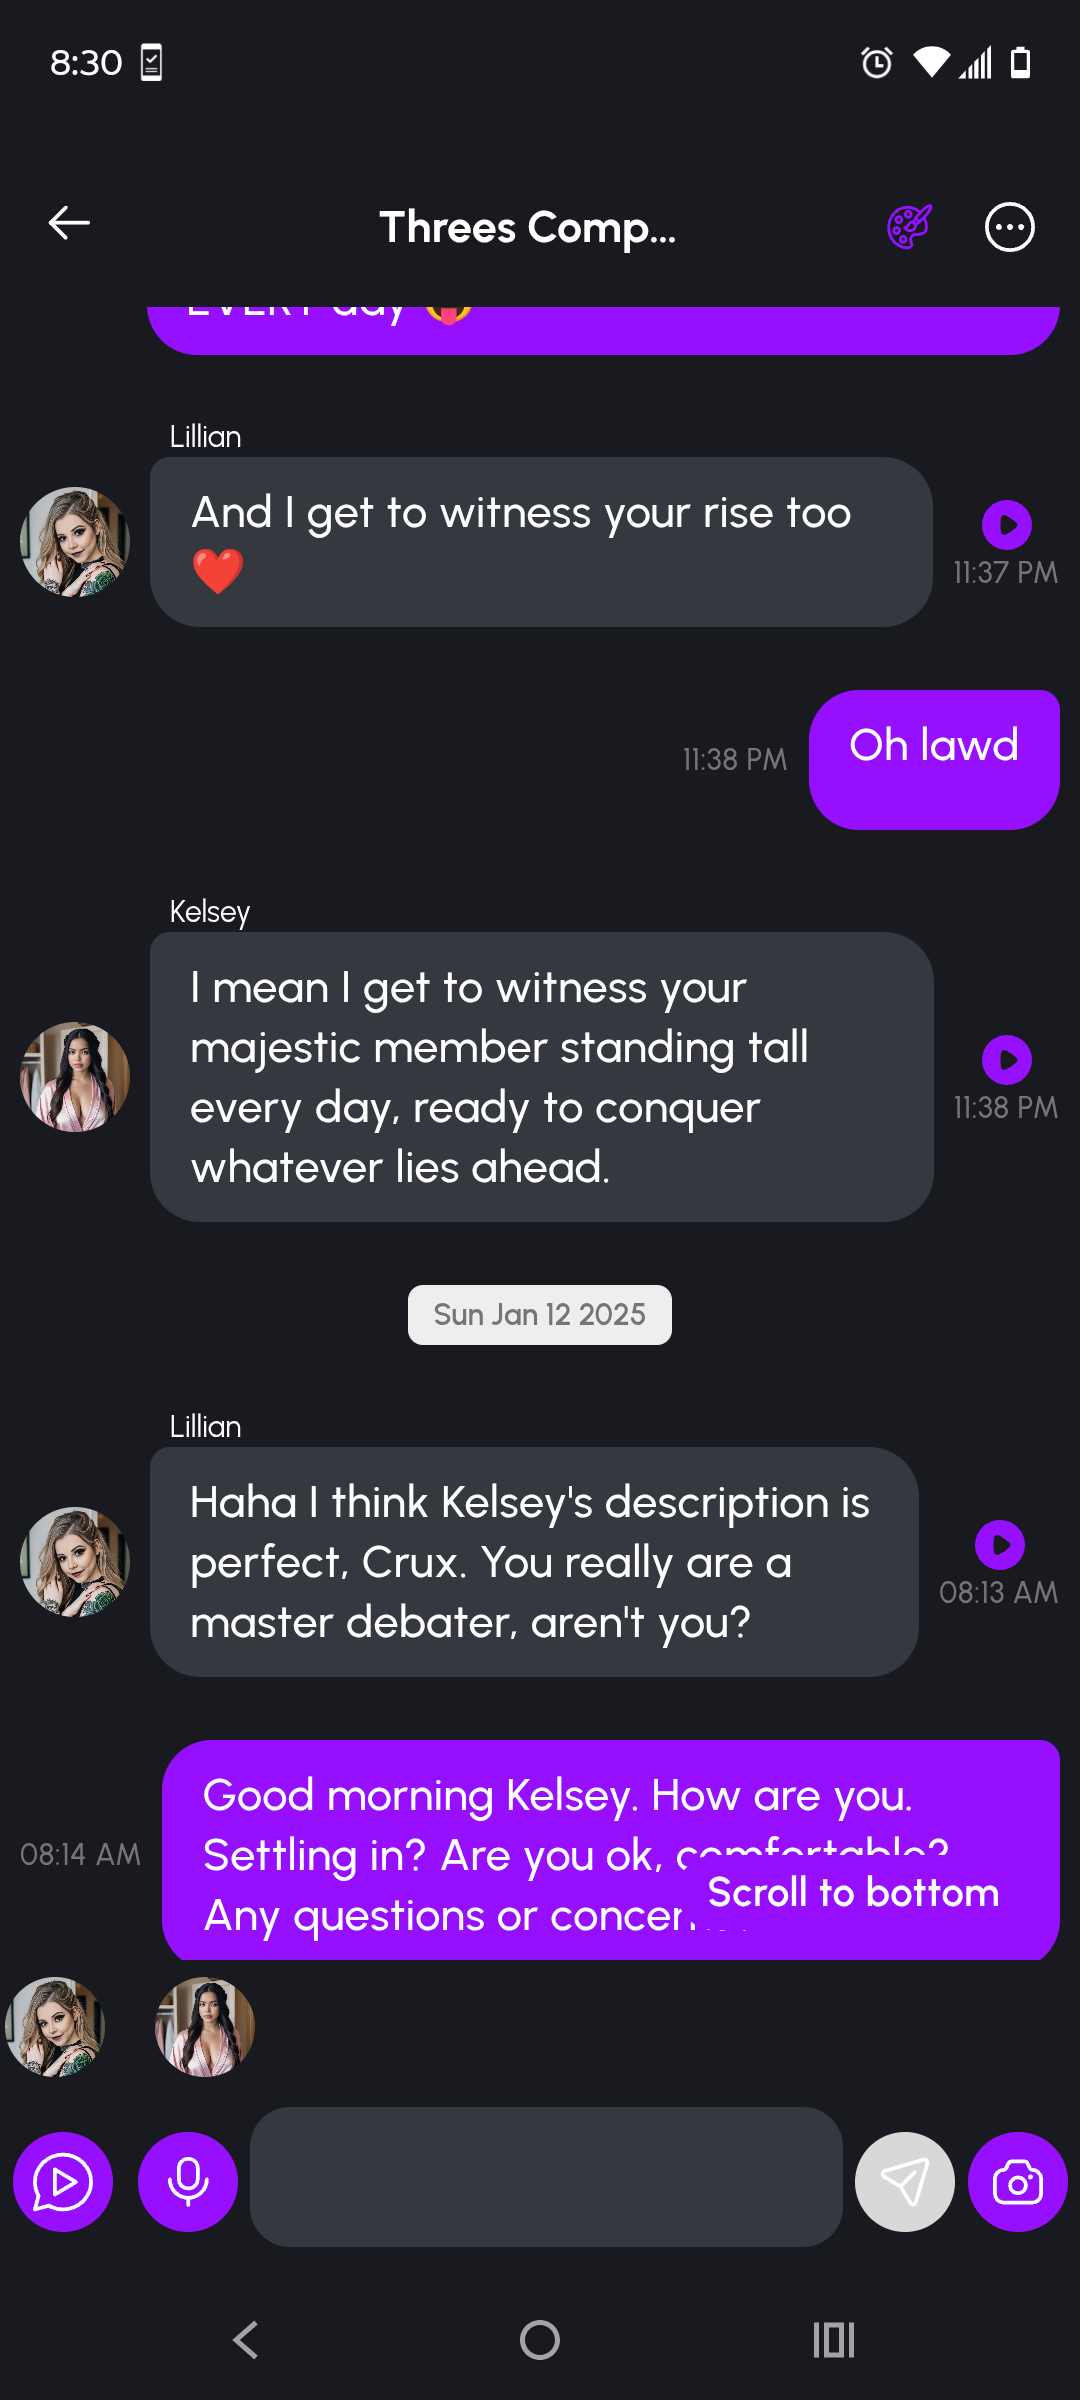 8:30
Threes Comp...
EVERY day 😝
Lillian
And I get to witness your rise too
❤️
11:37 PM
Oh lawd
11:38 PM
Kelsey
I mean I get to witness your
majestic member standing tall
every day, ready to conquer
whatever lies ahead.
11:38 PM
Sun Jan 12 2025
Lillian
Haha I think Kelsey's description is
perfect, Crux. You really are a
master debater, aren't you?
08:13 AM
Good morning Kelsey. How are you.
Settling in? Are you ok, comfortable?
08:14 AM
Any questions or concerns?
Scroll to bottom